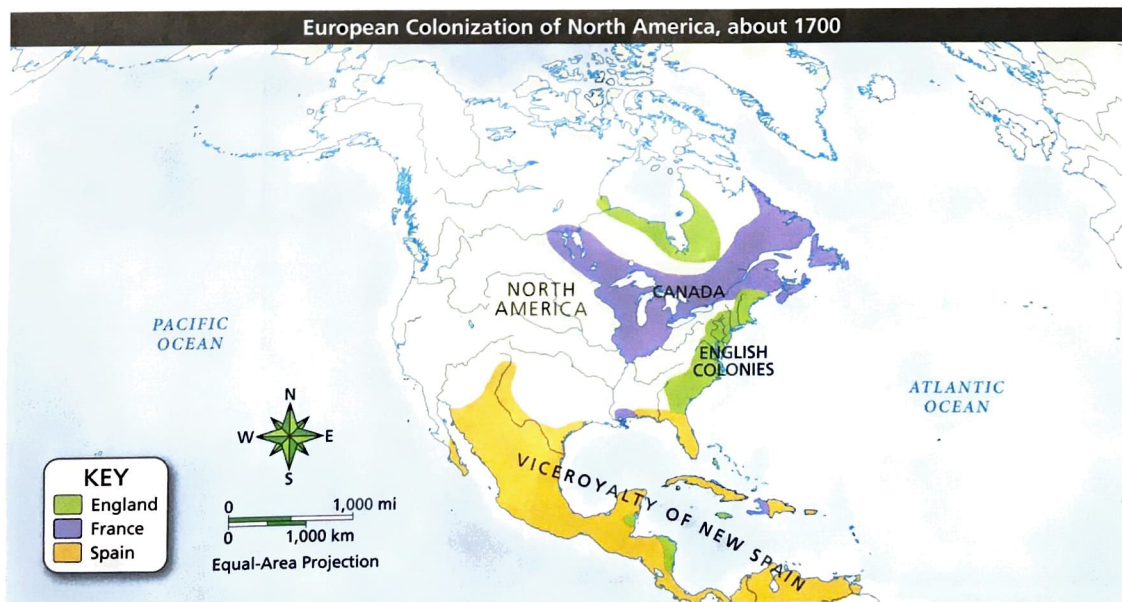 European Colonization of North America, about 1700
NORTH
AMERICA
CANADA
PACIFIC
OCEAN
ENGLISH
COLONIES
ATLANTIC
OCEAN
N
W
E
S
VICEROYALTY OF NEW SPAIN
KEY
England
France
Spain
0 1,000 mi
0 1,000 km
Equal-Area Projection